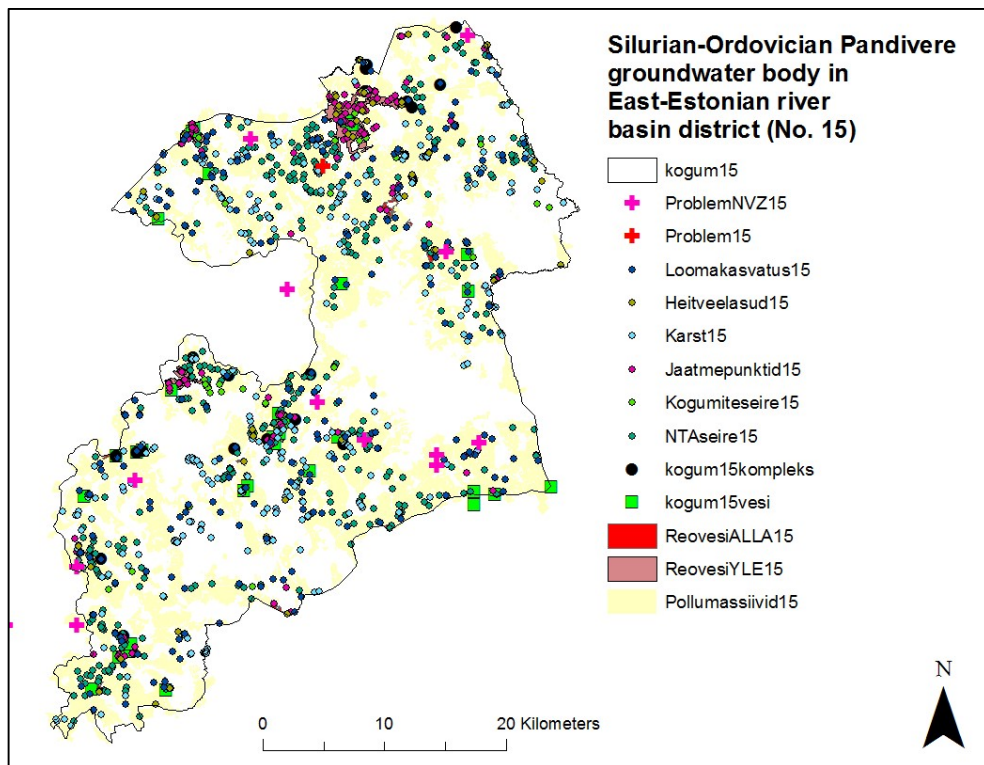 Silurian-Ordovician Pandivere
groundwater body in
East-Estonian river
basin district (No. 15)
kogum15
ProblemNVZ15
Problem15
Loomakasvatus15
Heitveelasud15
Karst15
Jaatmepunktid15
Kogumiteseire15
NTAseire15
kogum15kompleks
kogum15vesi
ReovesiALLA15
ReovesiYLE15
Pollumassiivid15
N
0 10 20 Kilometers